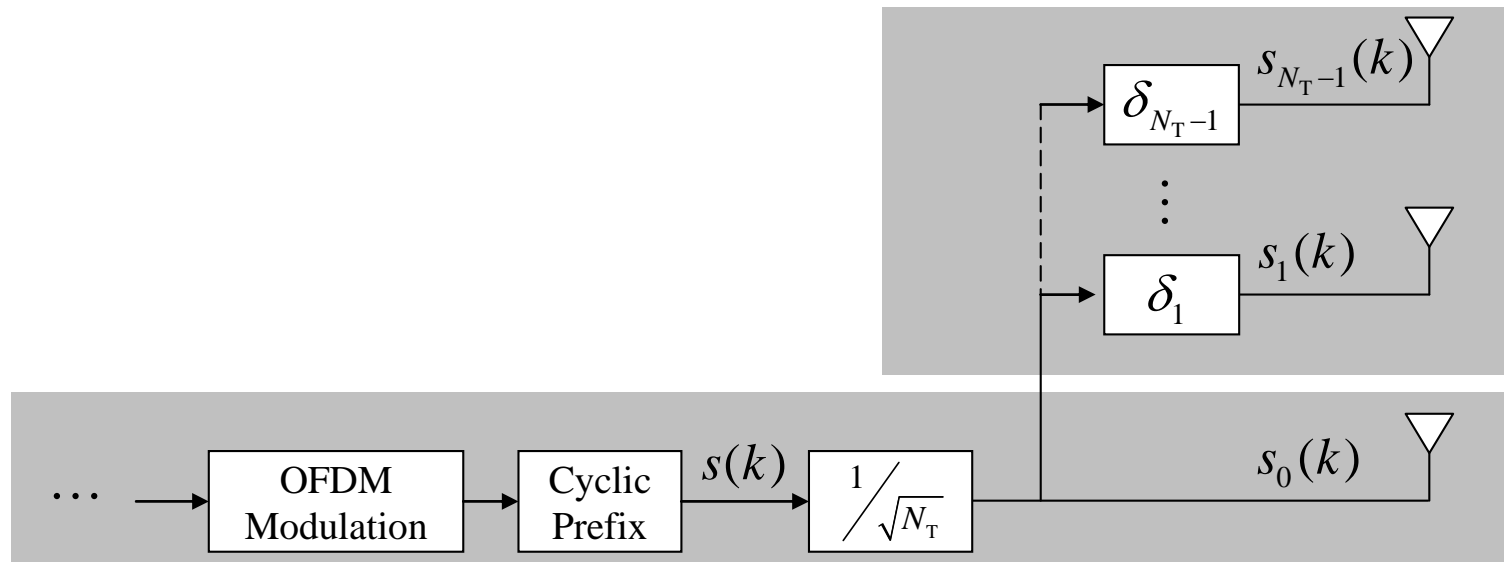 s_{N_T−1}(k)
δ_{N_T−1}
⋮
s_1(k)
δ_1
s_0(k)
⋯
OFDM
Modulation
Cyclic
Prefix
s(k)
1/√N_T